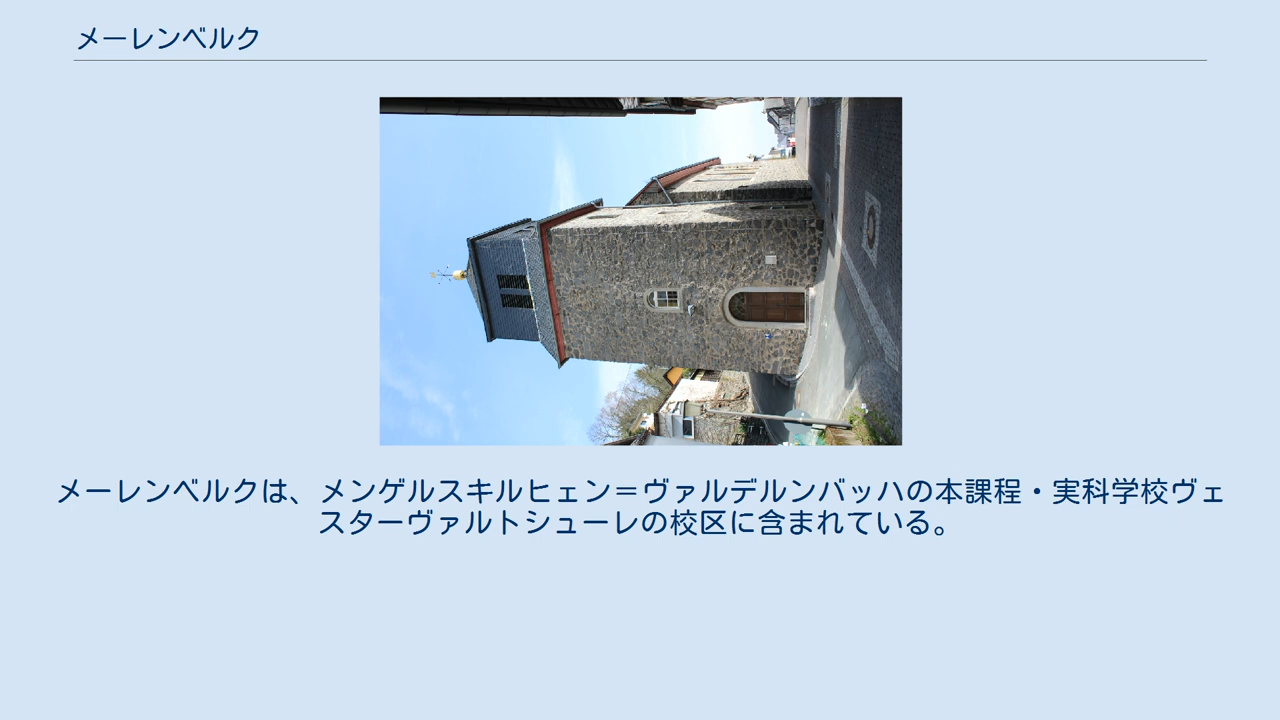 メーレンベルク
メーレンベルクは、メンゲルスキルヒェン＝ヴァルデルンバッハの本課程・実科学校ヴェ
スターヴァルトシューレの校区に含まれている。